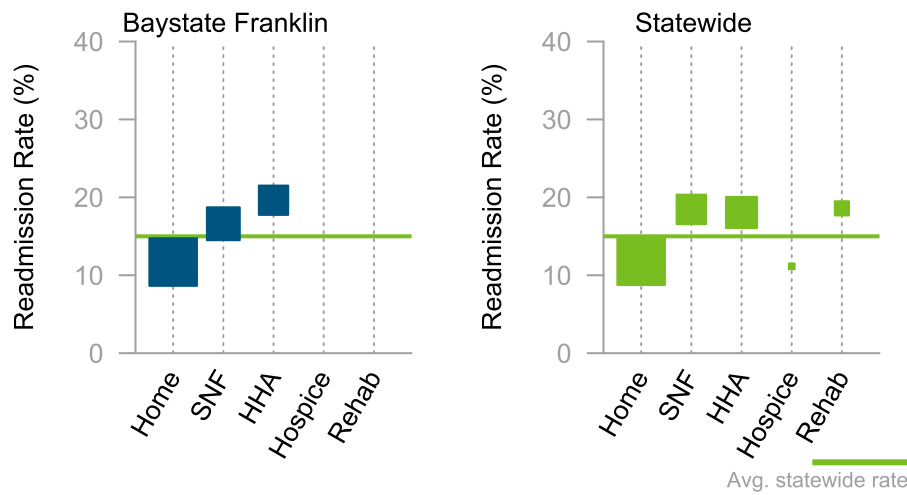 Baystate Franklin
Readmission Rate (%)
40
30
20
10
0
Home
SNF
HHA
Hospice
Rehab
Statewide
Readmission Rate (%)
40
30
20
10
0
Home
SNF
HHA
Hospice
Rehab
Avg. statewide rate